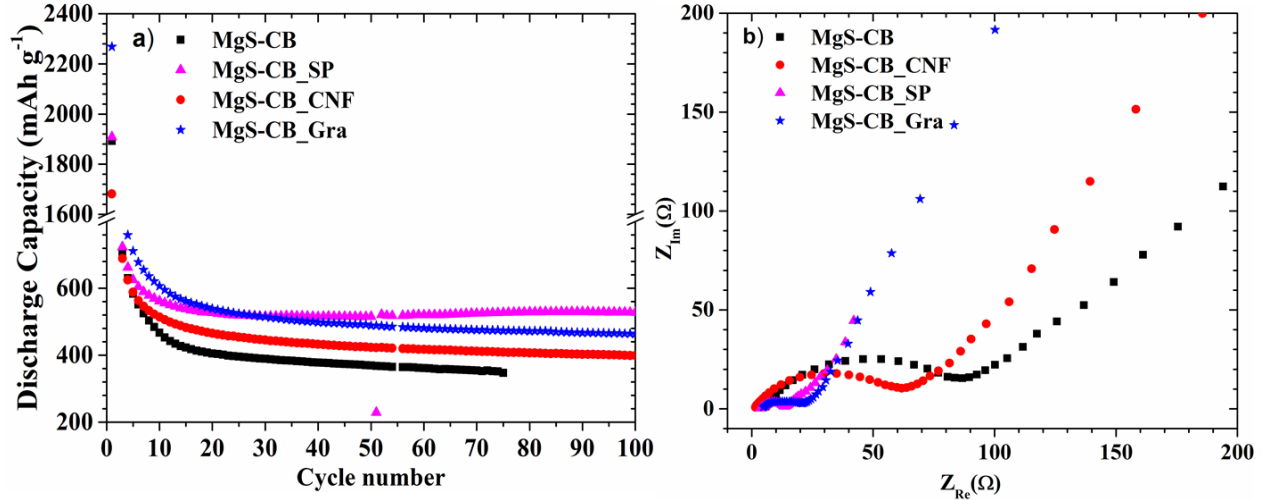 a)
MgS-CB
MgS-CB_SP
MgS-CB_CNF
MgS-CB_Gra
Discharge Capacity (mAh g⁻¹)
2400
2200
2000
1800
1600
600
400
200
0 10 20 30 40 50 60 70 80 90 100
Cycle number
b)
MgS-CB
MgS-CB_CNF
MgS-CB_SP
MgS-CB_Gra
Z_Im(Ω)
200
150
100
50
0
0 50 100 150 200
Z_Re(Ω)